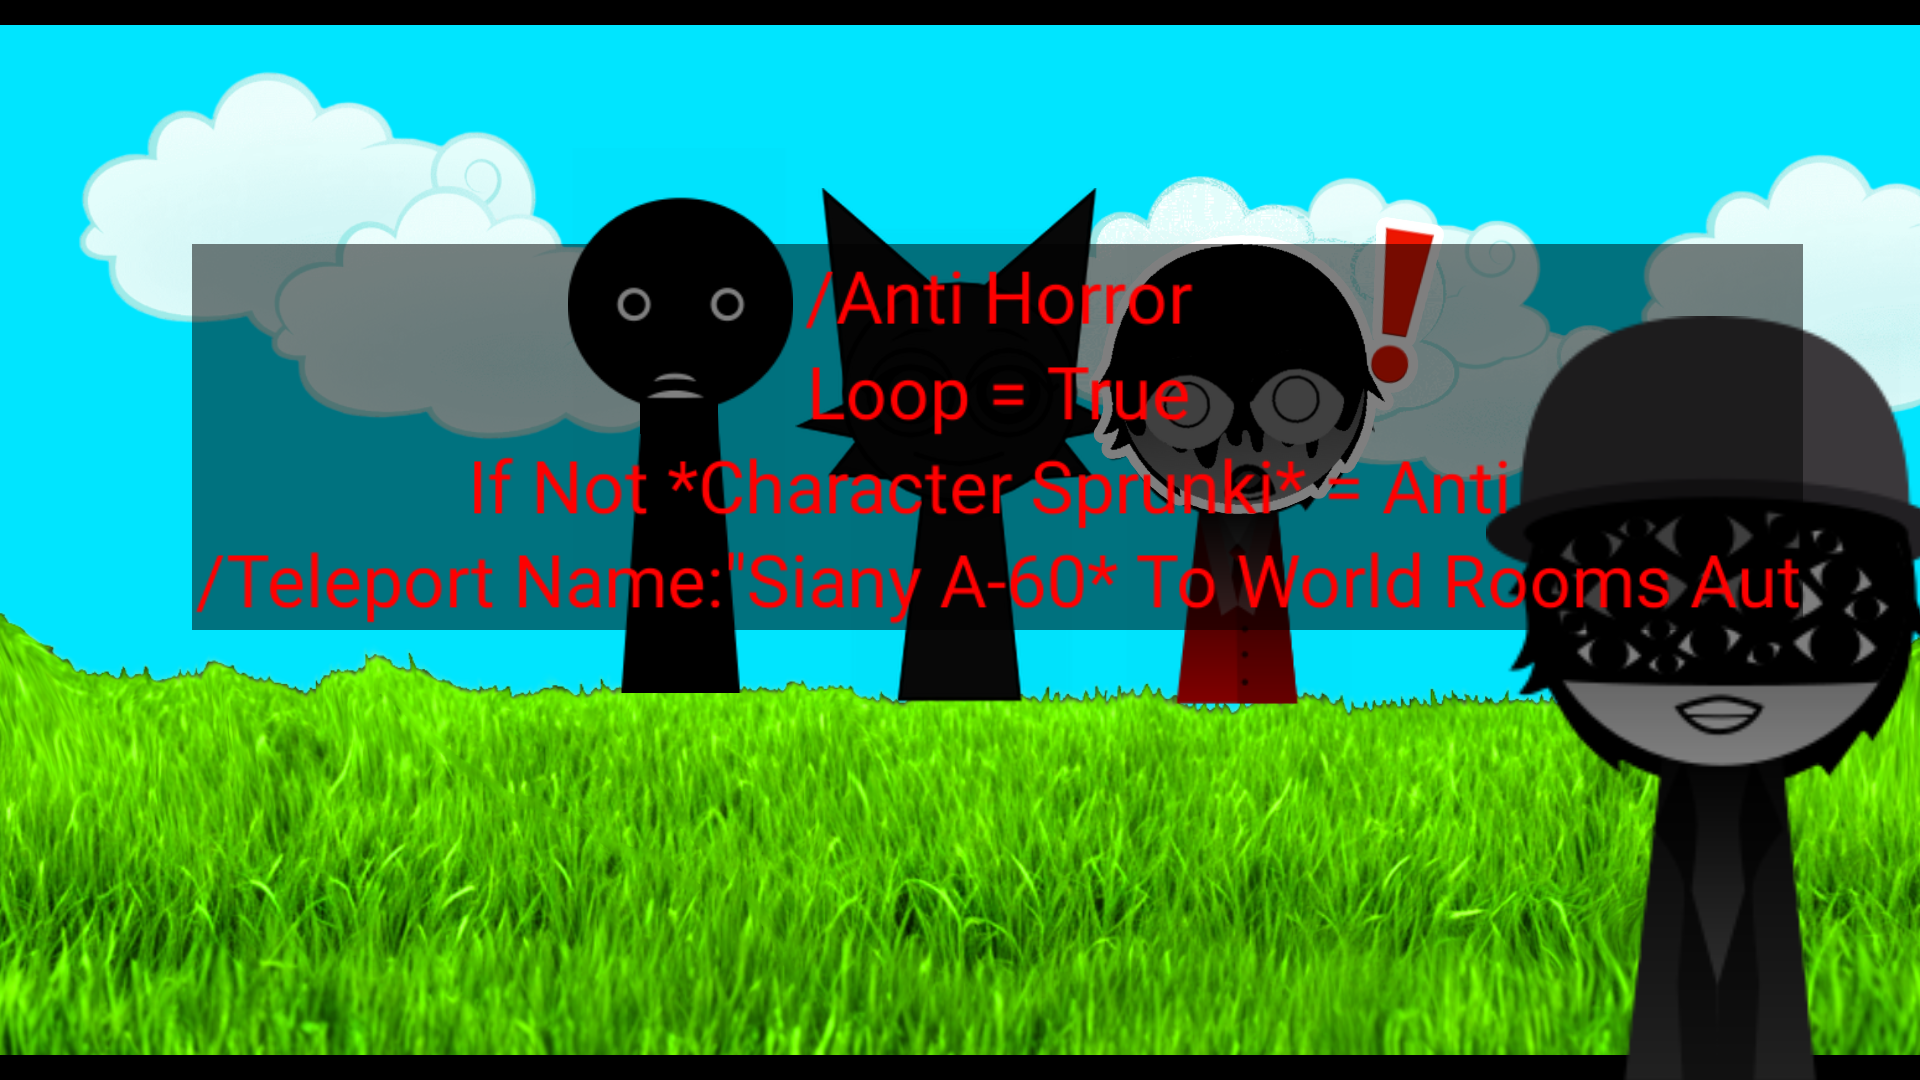 /Anti Horror
Loop = True
If Not *Character Sprunki* = Anti
/Teleport Name:"Siany A-60* To World Rooms Aut